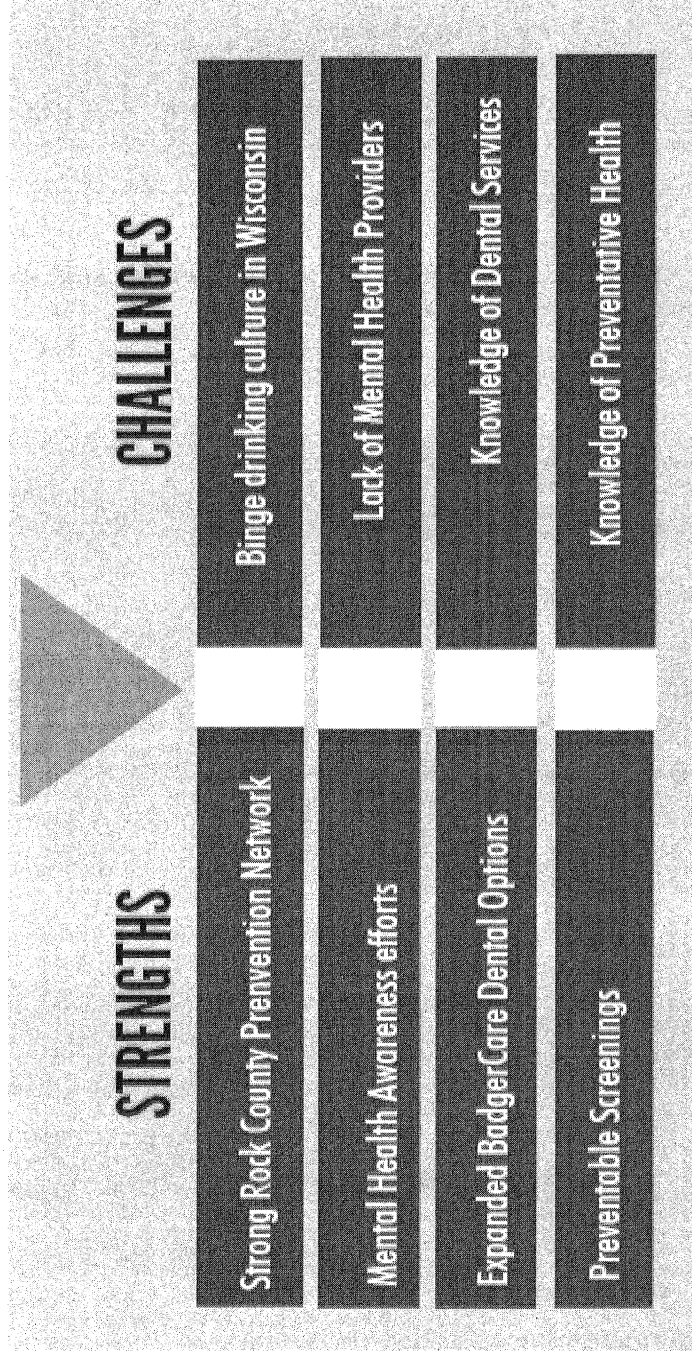 STRENGTHS
CHALLENGES
Strong Rock County Prenvention Network
Binge drinking culture in Wisconsin
Mental Health Awareness efforts
Lack of Mental Health Providers
Expanded BadgerCare Dental Options
Knowledge of Dental Services
Preventable Screenings
Knowledge of Preventative Health